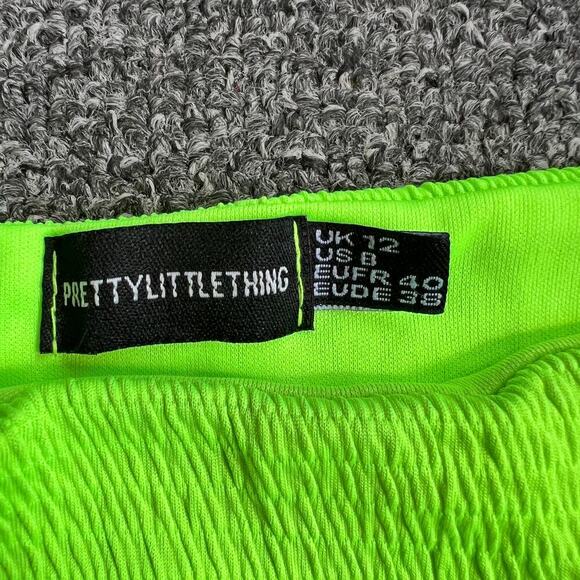 PRETTYLITTLETHING
UK 12
US 8
EUFR 40
EUDE 38